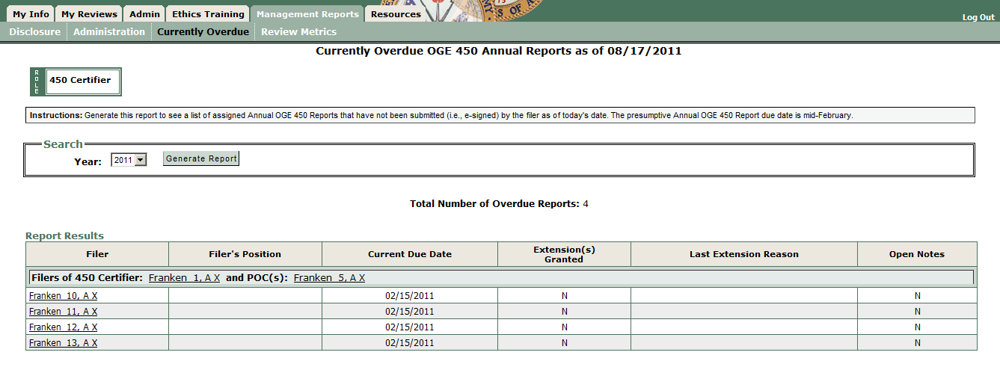 My Info My Reviews Admin Ethics Training Management Reports Resources
Log Out
Disclosure Administration Currently Overdue Review Metrics
Currently Overdue OGE 450 Annual Reports as of 08/17/2011
ROLE
450 Certifier
Instructions: Generate this report to see a list of assigned Annual OGE 450 Reports that have not been submitted (i.e., e-signed) by the filer as of today's date. The presumptive Annual OGE 450 Report due date is mid-February.
Search
Year: 2011 Generate Report
Total Number of Overdue Reports: 4
Report Results
Filer Filer's Position Current Due Date Extension(s) Granted Last Extension Reason Open Notes
Filers of 450 Certifier: Franken_1, A X and POC(s): Franken_5, A X
Franken_10, A X 02/15/2011 N N
Franken_11, A X 02/15/2011 N N
Franken_12, A X 02/15/2011 N N
Franken_13, A X 02/15/2011 N N